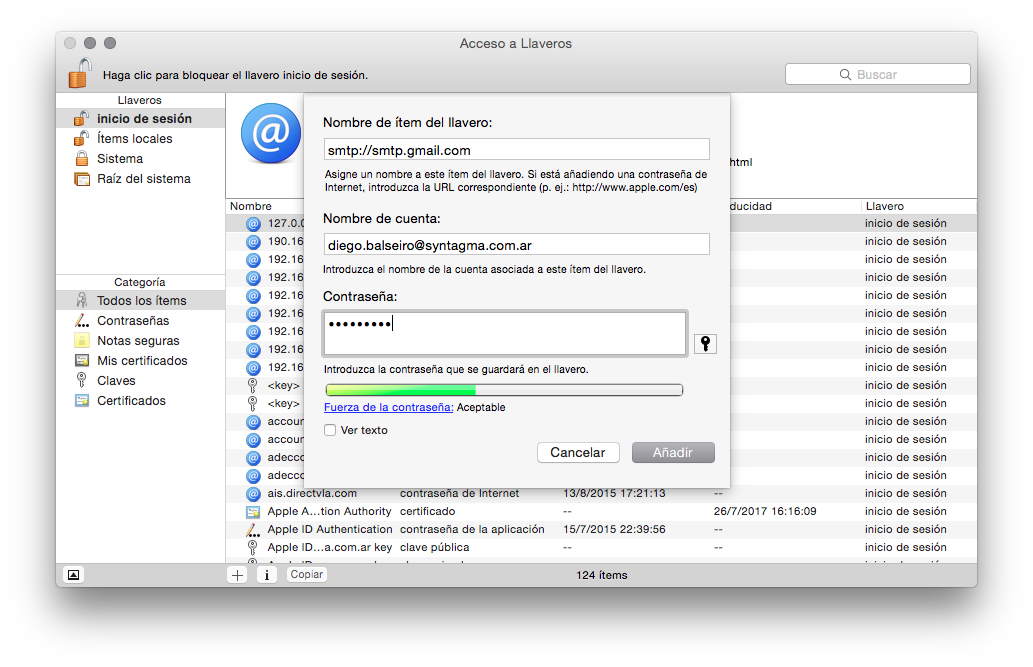 Acceso a Llaveros
Haga clic para bloquear el llavero inicio de sesión.
Buscar
Llaveros
inicio de sesión
Ítems locales
Sistema
Raíz del sistema
Categoría
Todos los ítems
Contraseñas
Notas seguras
Mis certificados
Claves
Certificados
@
html
Nombre de ítem del llavero:
smtp://smtp.gmail.com
Asigne un nombre a este ítem del llavero. Si está añadiendo una contraseña de
Internet, introduzca la URL correspondiente (p. ej.: http://www.apple.com/es)
Nombre de cuenta:
diego.balseiro@syntagma.com.ar
Introduzca el nombre de la cuenta asociada a este ítem del llavero.
Contraseña:
•••••••••
Introduzca la contraseña que se guardará en el llavero.
Fuerza de la contraseña: Aceptable
Ver texto
Cancelar
Añadir
Nombre ducidad Llavero
127.0.0 inicio de sesión
190.16 inicio de sesión
192.16 inicio de sesión
192.16 inicio de sesión
192.16 inicio de sesión
192.16 inicio de sesión
192.16 inicio de sesión
192.16 inicio de sesión
192.16 inicio de sesión
<key> inicio de sesión
<key> inicio de sesión
accour inicio de sesión
accour inicio de sesión
adecco inicio de sesión
adecco inicio de sesión
ais.directvla.com contraseña de Internet 13/8/2015 17:21:13 -- inicio de sesión
Apple A...tion Authority certificado -- 26/7/2017 16:16:09 inicio de sesión
Apple ID Authentication contraseña de la aplicación 15/7/2015 22:39:56 -- inicio de sesión
Apple ID...a.com.ar key clave pública -- -- inicio de sesión
Copiar
124 ítems